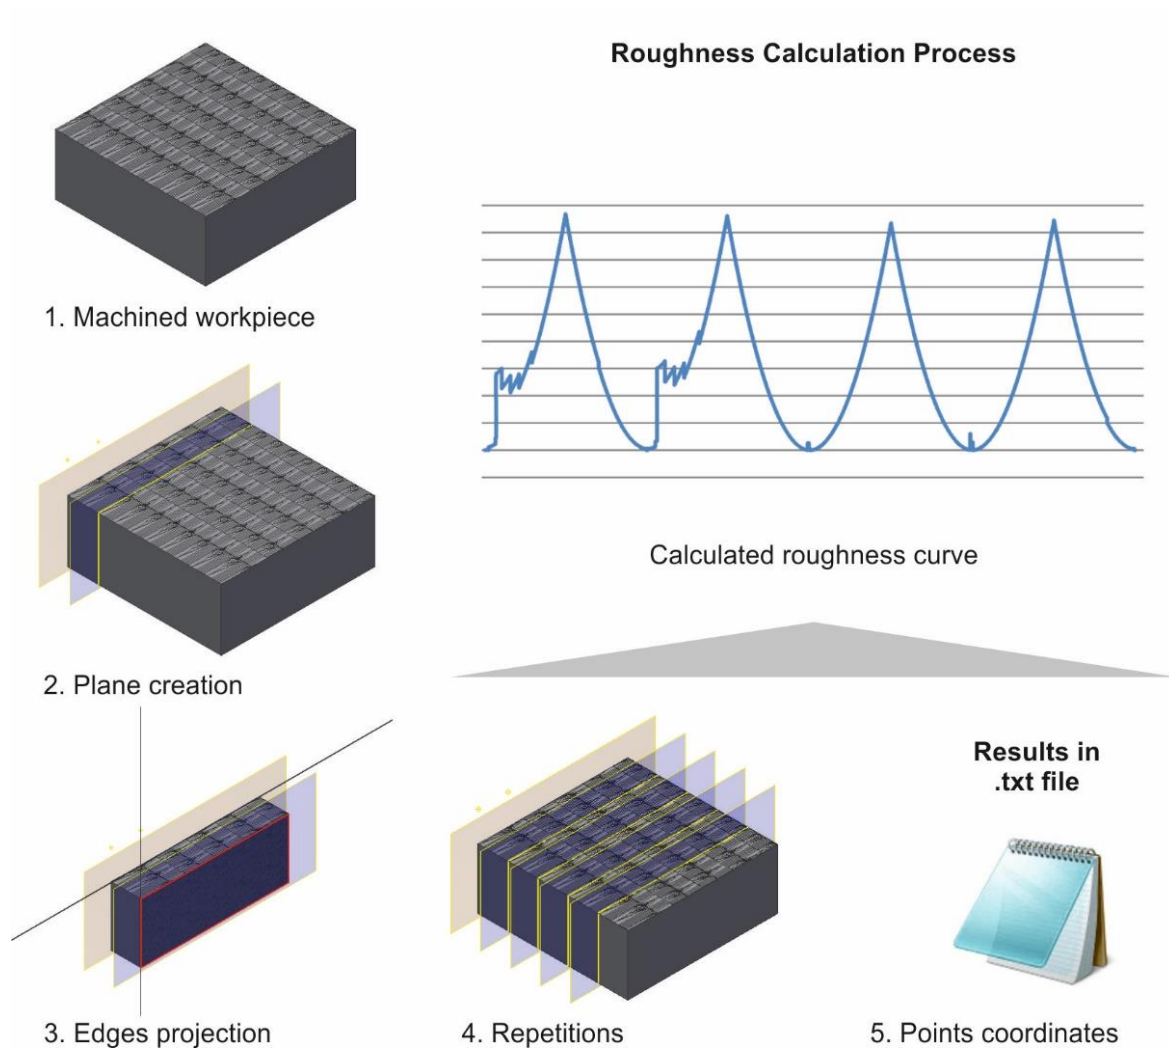 Roughness Calculation Process
1. Machined workpiece
Calculated roughness curve
2. Plane creation
3. Edges projection
4. Repetitions
Results in
.txt file
5. Points coordinates